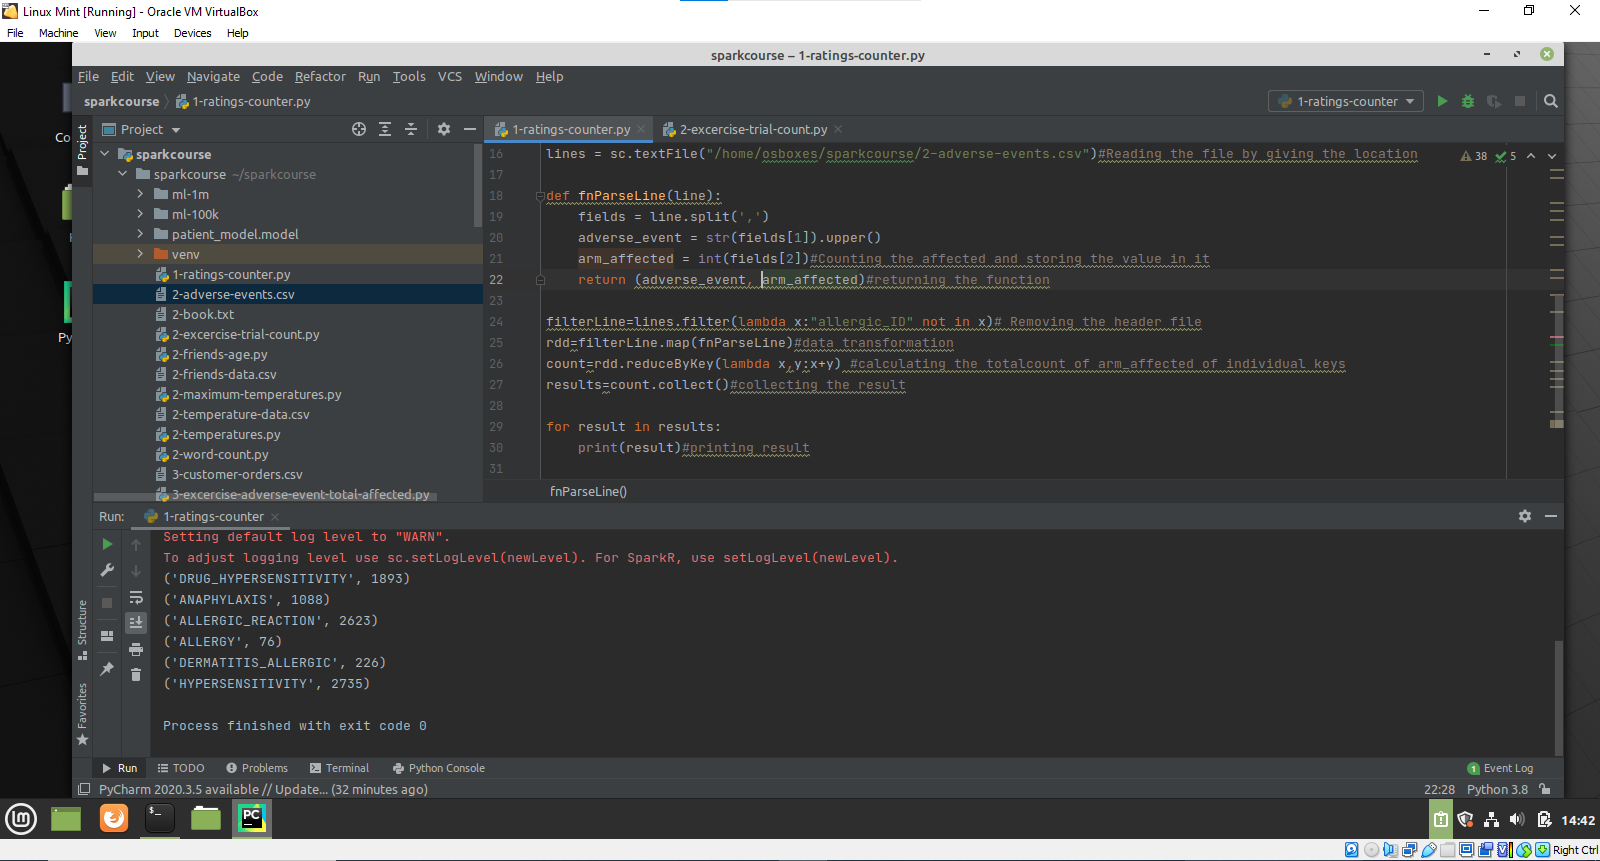 Linux Mint [Running] - Oracle VM VirtualBox
File Machine View Input Devices Help
sparkcourse – 1-ratings-counter.py
File Edit View Navigate Code Refactor Run Tools VCS Window Help
sparkcourse 1-ratings-counter.py
1-ratings-counter
Project
Project
1-ratings-counter.py
2-excercise-trial-count.py
sparkcourse
sparkcourse ~/sparkcourse
ml-1m
ml-100k
patient_model.model
venv
1-ratings-counter.py
2-adverse-events.csv
2-book.txt
2-excercise-trial-count.py
2-friends-age.py
2-friends-data.csv
2-maximum-temperatures.py
2-temperature-data.csv
2-temperatures.py
2-word-count.py
3-customer-orders.csv
3-excercise-adverse-event-total-affected.py
38 5
16 lines = sc.textFile("/home/osboxes/sparkcourse/2-adverse-events.csv")#Reading the file by giving the location
17
18 def fnParseLine(line):
19 fields = line.split(',')
20 adverse_event = str(fields[1]).upper()
21 arm_affected = int(fields[2])#Counting the affected and storing the value in it
22 return (adverse_event, arm_affected)#returning the function
23
24 filterLine=lines.filter(lambda x:"allergic_ID" not in x)# Removing the header file
25 rdd=filterLine.map(fnParseLine)#data transformation
26 count=rdd.reduceByKey(lambda x,y:x+y) #calculating the totalcount of arm_affected of individual keys
27 results=count.collect()#collecting the result
28
29 for result in results:
30 print(result)#printing result
31
fnParseLine()
Co
Py
Run: 1-ratings-counter
Setting default log level to "WARN".
To adjust logging level use sc.setLogLevel(newLevel). For SparkR, use setLogLevel(newLevel).
('DRUG_HYPERSENSITIVITY', 1893)
('ANAPHYLAXIS', 1088)
('ALLERGIC_REACTION', 2623)
('ALLERGY', 76)
('DERMATITIS_ALLERGIC', 226)
('HYPERSENSITIVITY', 2735)
Process finished with exit code 0
Structure
Favorites
Run TODO Problems Terminal Python Console
1 Event Log
PyCharm 2020.3.5 available // Update... (32 minutes ago)
22:28 Python 3.8
PC
14:42
Right Ctrl